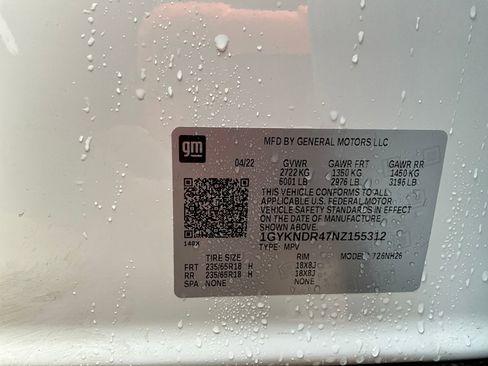 gm
MFD BY GENERAL MOTORS LLC
04/22 GVWR GAWR FRT GAWR RR
2722 KG 1350 KG 1450 KG
6001 LB 2976 LB 3196 LB
THIS VEHICLE CONFORMS TO ALL
APPLICABLE U.S. FEDERAL MOTOR
VEHICLE SAFETY STANDARDS IN EFFECT
ON THE DATE OF MANUFACTURE
SHOWN ABOVE.
1GYKNDR47NZ155312
140X
TYPE: MPV MODEL: 6NH26
TIRE SIZE RIM
FRT 235/65R18 H 18X8J
RR 235/65R18 H 18X8J
SPA NONE NONE